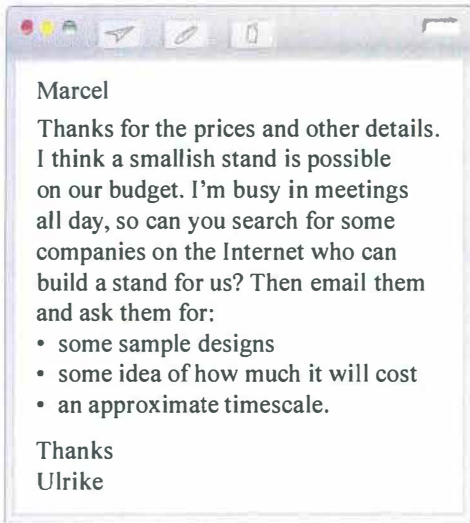 Marcel
Thanks for the prices and other details.
I think a smallish stand is possible
on our budget. I'm busy in meetings
all day, so can you search for some
companies on the Internet who can
build a stand for us? Then email them
and ask them for:
• some sample designs
• some idea of how much it will cost
• an approximate timescale.
Thanks
Ulrike